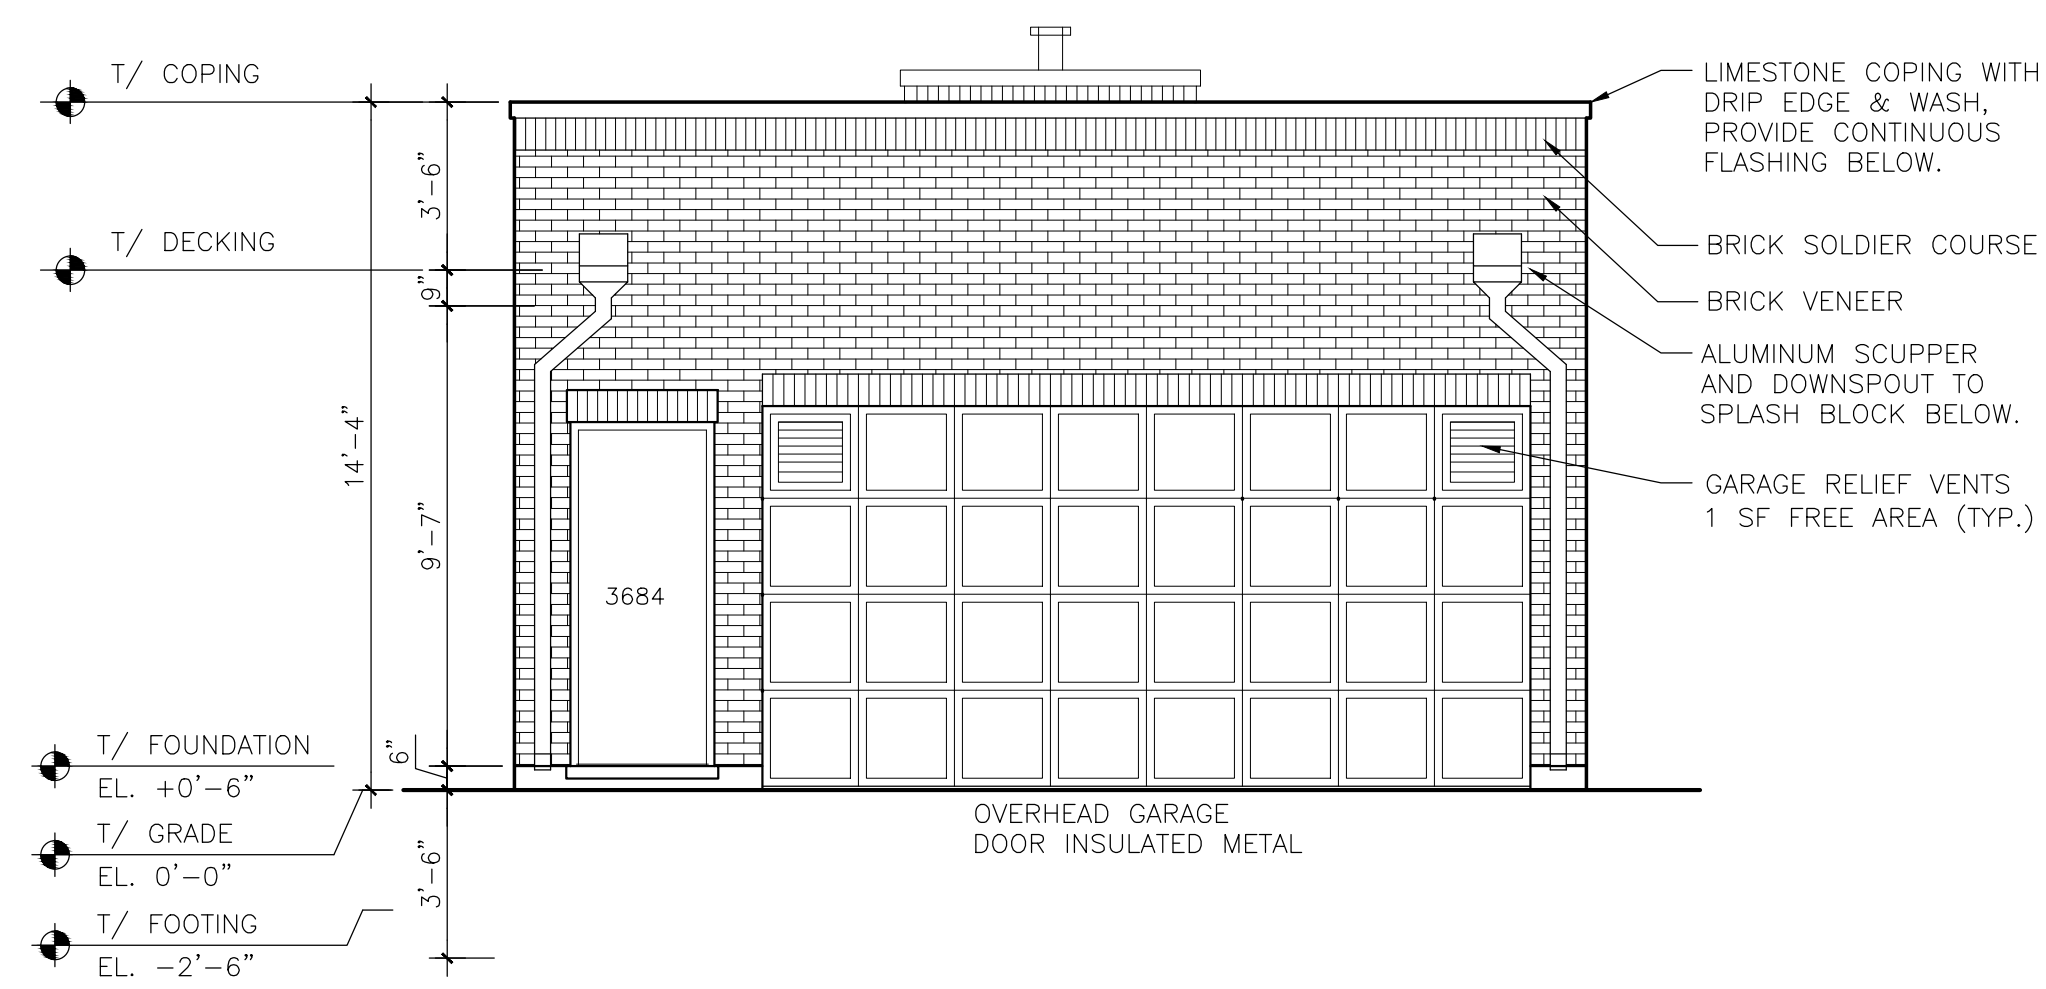 T/ COPING
T/ DECKING
3'-6"
9"
14'-4"
9'-7"
6"
3'-6"
T/ FOUNDATION
EL. +0'-6"
T/ GRADE
EL. 0'-0"
T/ FOOTING
EL. -2'-6"
3684
OVERHEAD GARAGE
DOOR INSULATED METAL
LIMESTONE COPING WITH
DRIP EDGE & WASH,
PROVIDE CONTINUOUS
FLASHING BELOW.
BRICK SOLDIER COURSE
BRICK VENEER
ALUMINUM SCUPPER
AND DOWNSPOUT TO
SPLASH BLOCK BELOW.
GARAGE RELIEF VENTS
1 SF FREE AREA (TYP.)